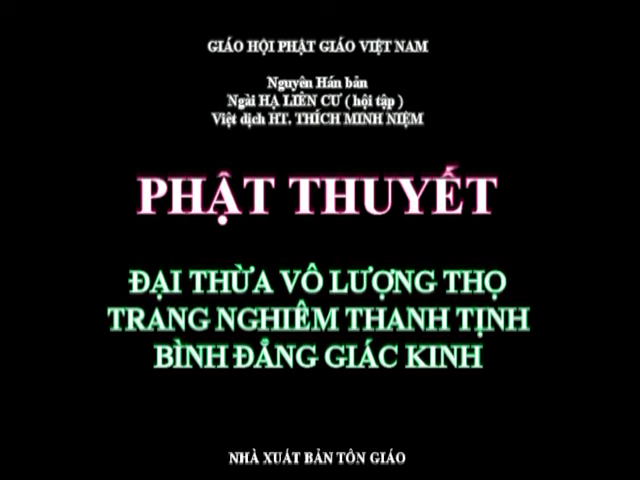 GIÁO HỘI PHẬT GIÁO VIỆT NAM
Nguyên Hán bản
Ngài HẠ LIÊN CƯ ( hội tập )
Việt dịch HT. THÍCH MINH NIỆM
PHẬT THUYẾT
ĐẠI THỪA VÔ LƯỢNG THỌ
TRANG NGHIÊM THANH TỊNH
BÌNH ĐẲNG GIÁC KINH
NHÀ XUẤT BẢN TÔN GIÁO